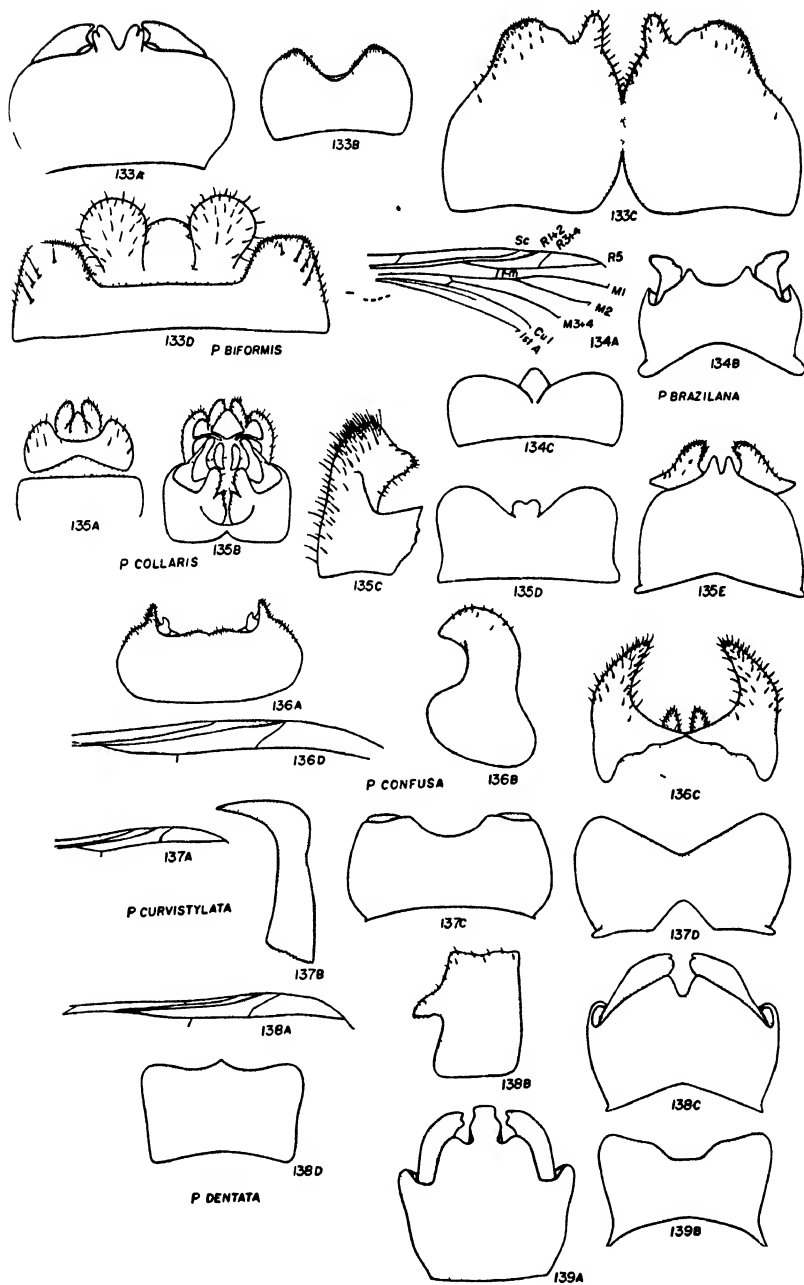 133A
133B
133C
133D
P BIFORMIS
Sc
R1+2
R3+4
R5
r-m
M1
M2
M3+4
Cu1
1st A
134A
134B
P BRAZILANA
134C
135A
135B
P COLLARIS
135C
135D
135E
136A
136D
136B
P CONFUSA
136C
137A
P CURVISTYLATA
137B
137C
137D
138A
138B
138C
138D
P DENTATA
139A
139B